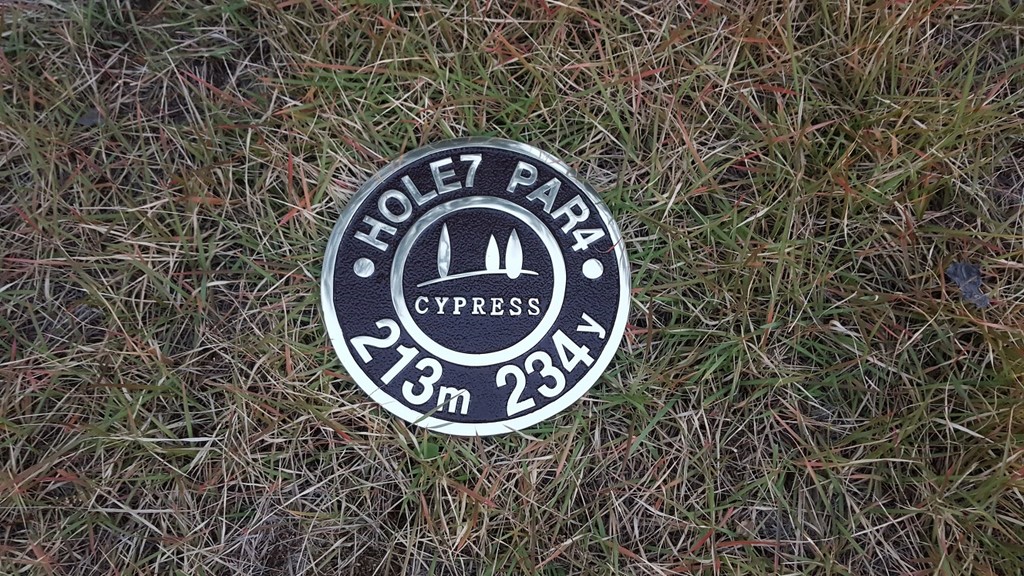 HOLE7 PAR4
CYPRESS
213m 234y